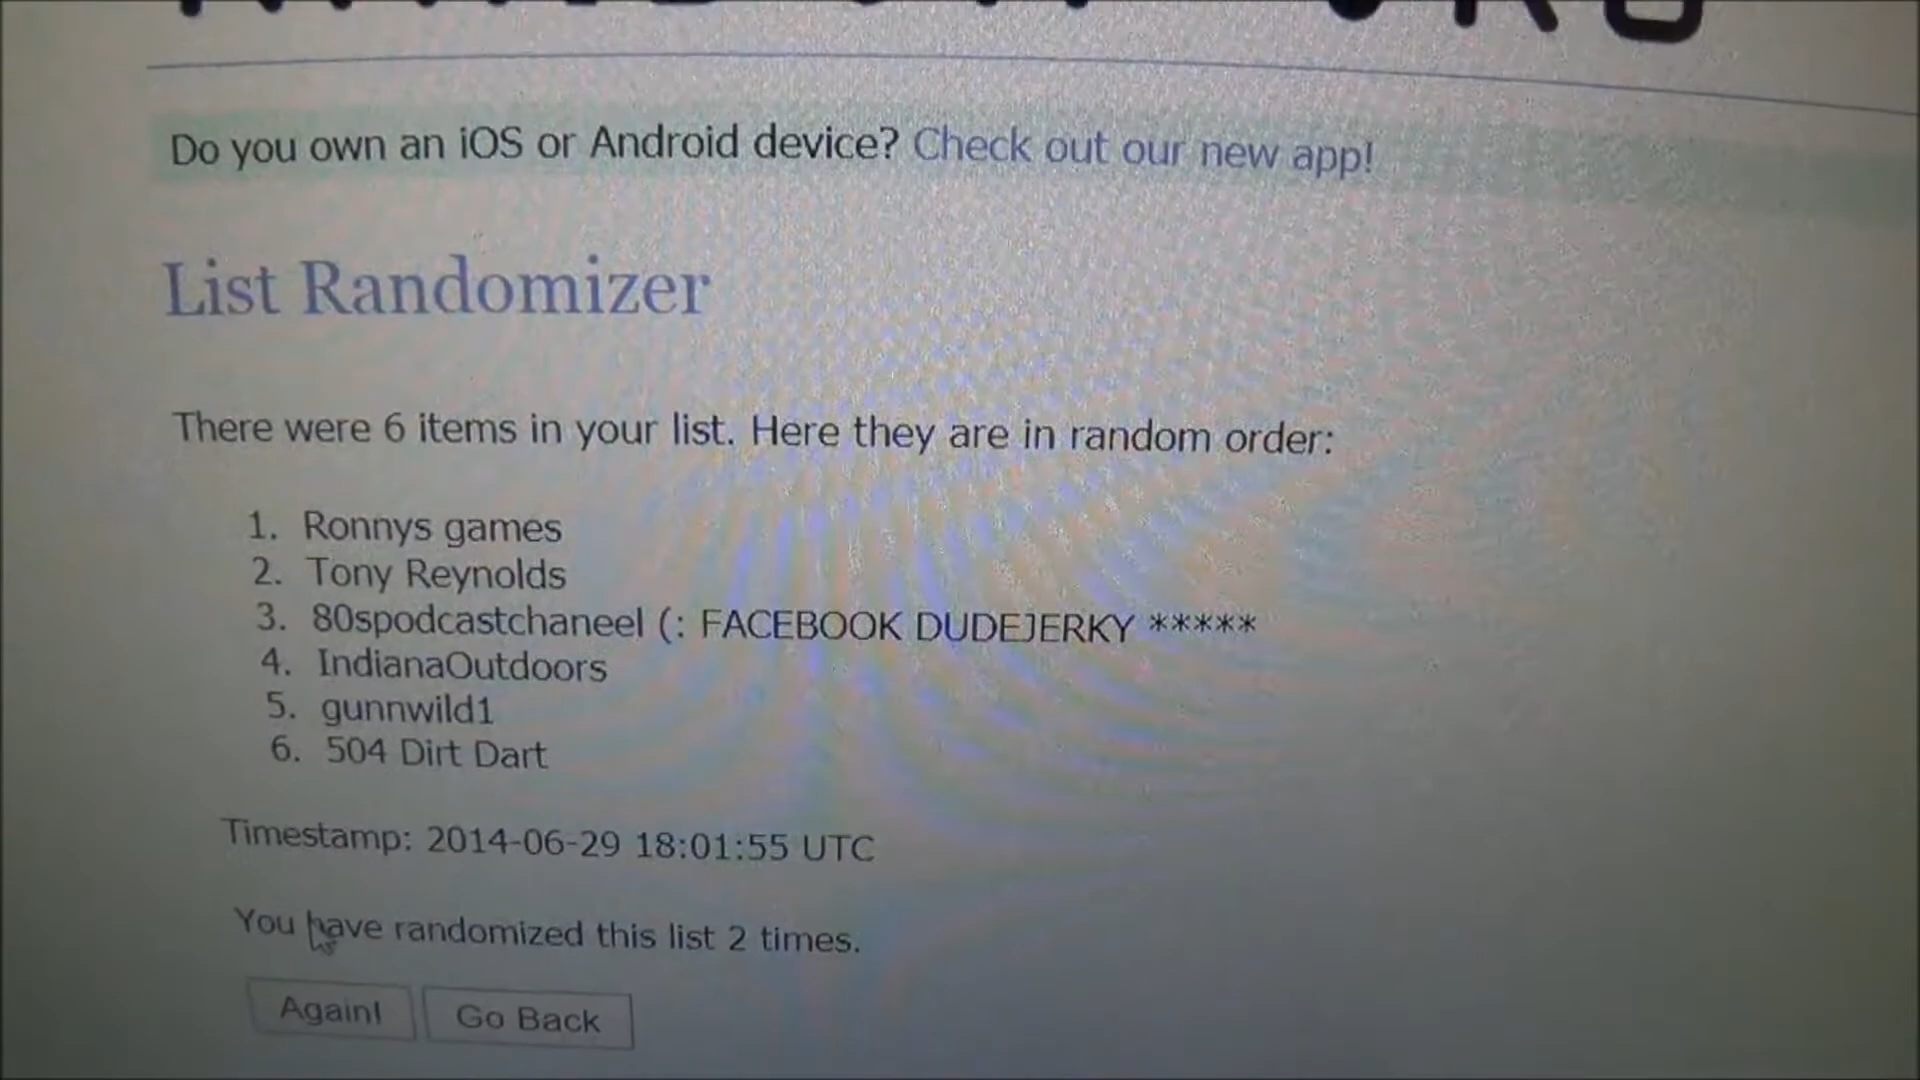 Do you own an iOS or Android device? Check out our new app!
List Randomizer
There were 6 items in your list. Here they are in random order:
1. Ronnys games
2. Tony Reynolds
3. 80spodcastchaneel (: FACEBOOK DUDEJERKY *****
4. IndianaOutdoors
5. gunnwild1
6. 504 Dirt Dart
Timestamp: 2014-06-29 18:01:55 UTC
You have randomized this list 2 times.
Again! Go Back